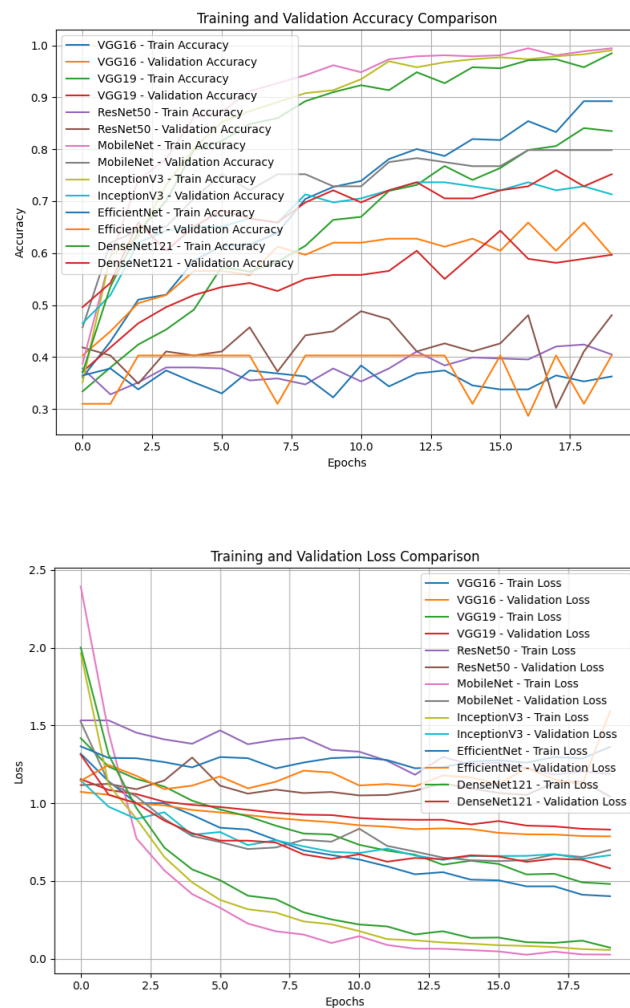 Training and Validation Accuracy Comparison
1.0
0.9
0.8
0.7
0.6
0.5
0.4
0.3
Accuracy
VGG16 - Train Accuracy
VGG16 - Validation Accuracy
VGG19 - Train Accuracy
VGG19 - Validation Accuracy
ResNet50 - Train Accuracy
ResNet50 - Validation Accuracy
MobileNet - Train Accuracy
MobileNet - Validation Accuracy
InceptionV3 - Train Accuracy
InceptionV3 - Validation Accuracy
EfficientNet - Train Accuracy
EfficientNet - Validation Accuracy
DenseNet121 - Train Accuracy
DenseNet121 - Validation Accuracy
0.0 2.5 5.0 7.5 10.0 12.5 15.0 17.5
Epochs
Training and Validation Loss Comparison
2.5
2.0
1.5
1.0
0.5
0.0
Loss
VGG16 - Train Loss
VGG16 - Validation Loss
VGG19 - Train Loss
VGG19 - Validation Loss
ResNet50 - Train Loss
ResNet50 - Validation Loss
MobileNet - Train Loss
MobileNet - Validation Loss
InceptionV3 - Train Loss
InceptionV3 - Validation Loss
EfficientNet - Train Loss
EfficientNet - Validation Loss
DenseNet121 - Train Loss
DenseNet121 - Validation Loss
0.0 2.5 5.0 7.5 10.0 12.5 15.0 17.5
Epochs